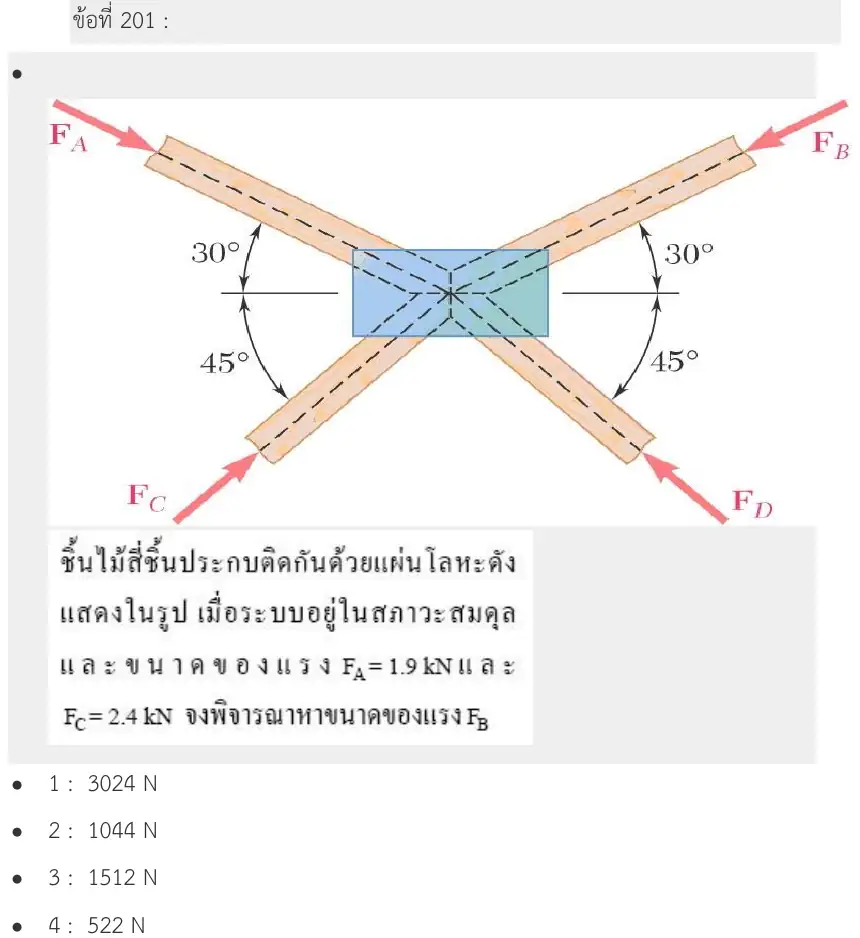 ข้อที่ 201 :
F_A
F_B
30°
30°
45°
45°
F_C
F_D
ชิ้นไม้สี่ชิ้นประกบติดกันด้วยแผ่นโลหะดัง
แสดงในรูป เมื่อระบบอยู่ในสภาวะสมดุล
และขนาดของแรง F_A= 1.9 kN และ
F_C= 2.4 kN จงพิจารณาหาขนาดของแรง F_B
• 1 : 3024 N
• 2 : 1044 N
• 3 : 1512 N
• 4 : 522 N